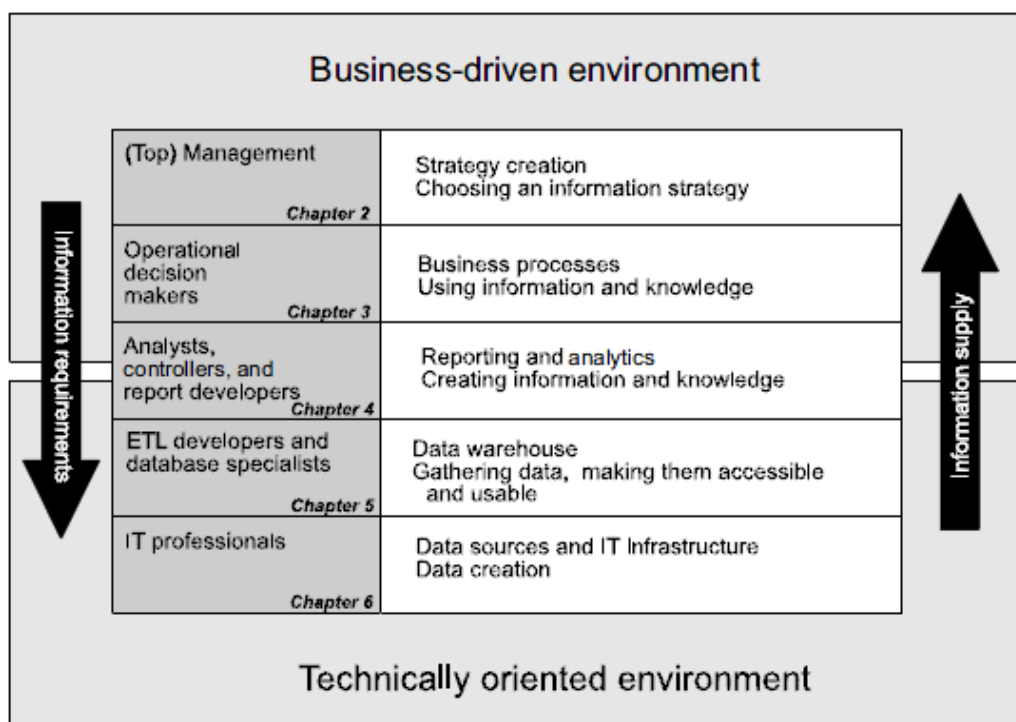 Business-driven environment
(Top) Management
Chapter 2
Strategy creation
Choosing an information strategy
Operational
decision
makers
Chapter 3
Business processes
Using information and knowledge
Analysts,
controllers, and
report developers
Chapter 4
Reporting and analytics
Creating information and knowledge
ETL developers and
database specialists
Chapter 5
Data warehouse
Gathering data, making them accessible
and usable
IT professionals
Chapter 6
Data sources and IT Infrastructure
Data creation
Information requirements
Information supply
Technically oriented environment